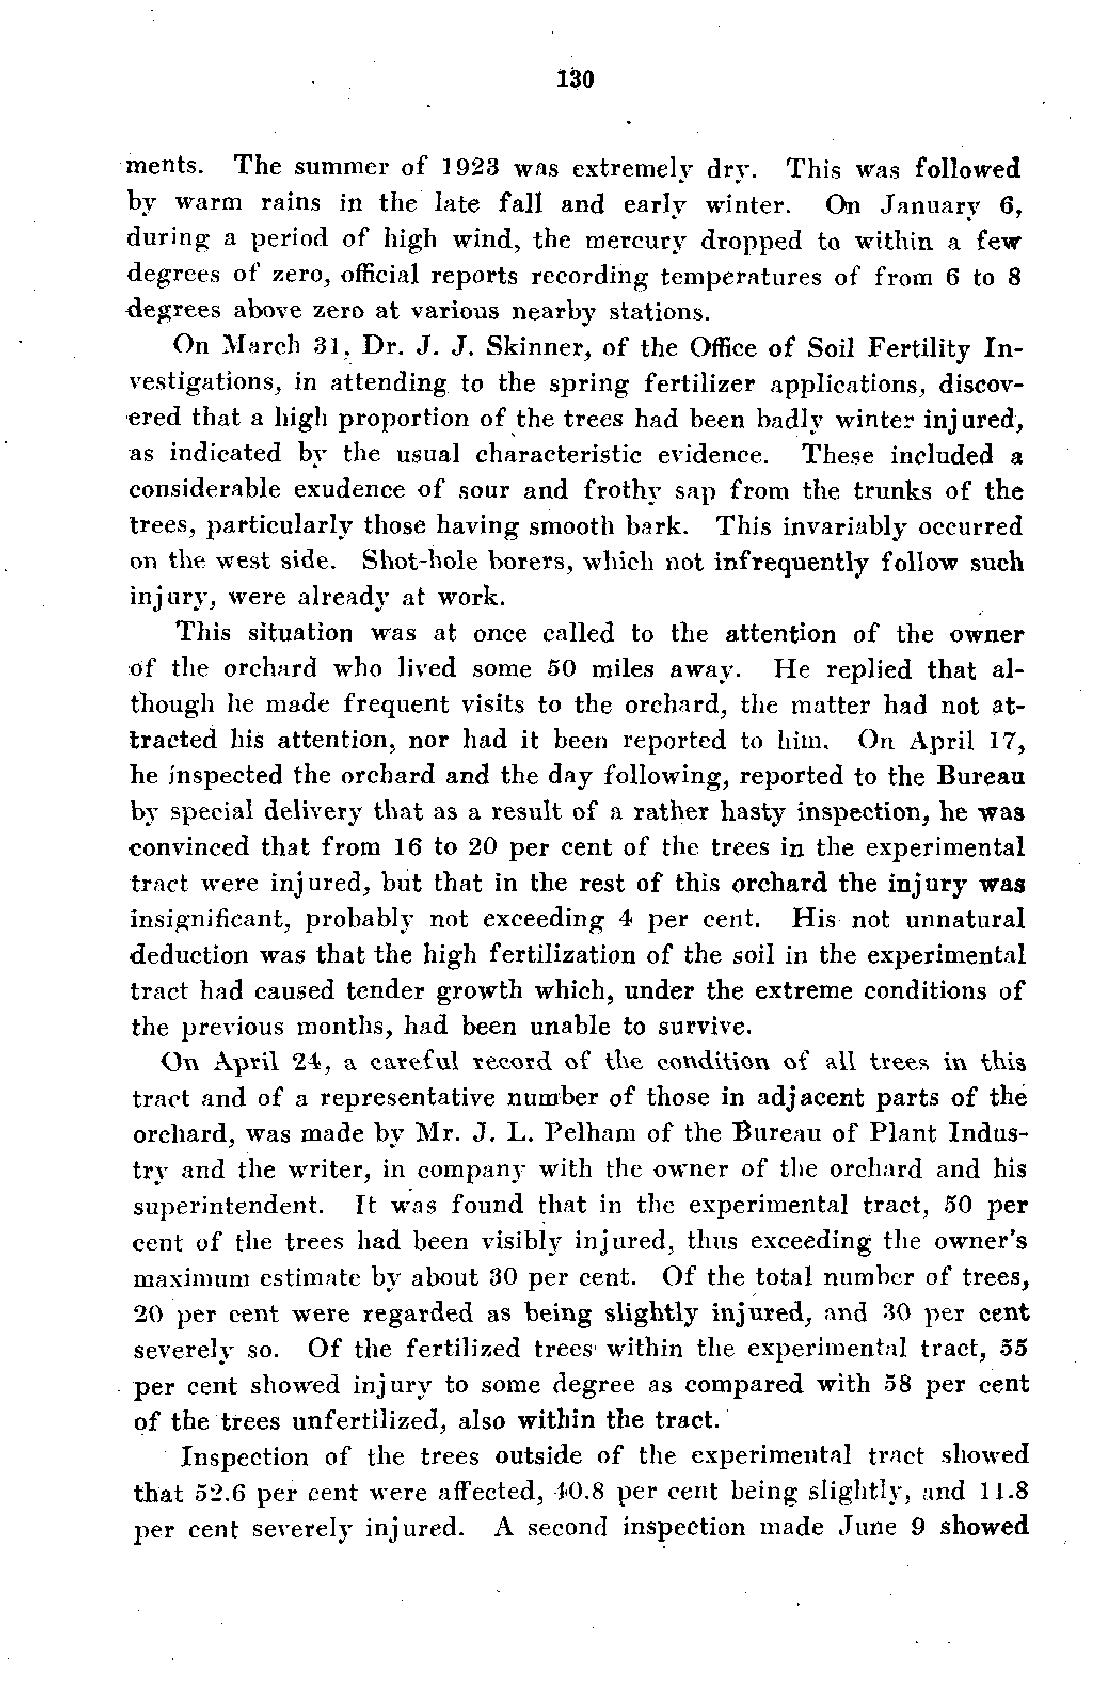 130
ments. The summer of 1923 was extremely dry. This was followed
by warm rains in the late fall and early winter. On January 6,
during a period of high wind, the mercury dropped to within a few
degrees of zero, official reports recording temperatures of from 6 to 8
degrees above zero at various nearby stations.
On March 31, Dr. J. J. Skinner, of the Office of Soil Fertility In-
vestigations, in attending to the spring fertilizer applications, discov-
ered that a high proportion of the trees had been badly winter injured,
as indicated by the usual characteristic evidence. These included a
considerable exudence of sour and frothy sap from the trunks of the
trees, particularly those having smooth bark. This invariably occurred
on the west side. Shot-hole borers, which not infrequently follow such
injury, were already at work.
This situation was at once called to the attention of the owner
of the orchard who lived some 50 miles away. He replied that al-
though he made frequent visits to the orchard, the matter had not at-
tracted his attention, nor had it been reported to him. On April 17,
he inspected the orchard and the day following, reported to the Bureau
by special delivery that as a result of a rather hasty inspection, he was
convinced that from 16 to 20 per cent of the trees in the experimental
tract were injured, but that in the rest of this orchard the injury was
insignificant, probably not exceeding 4 per cent. His not unnatural
deduction was that the high fertilization of the soil in the experimental
tract had caused tender growth which, under the extreme conditions of
the previous months, had been unable to survive.
On April 24, a careful record of the condition of all trees in this
tract and of a representative number of those in adjacent parts of the
orchard, was made by Mr. J. L. Pelham of the Bureau of Plant Indus-
try and the writer, in company with the owner of the orchard and his
superintendent. It was found that in the experimental tract, 50 per
cent of the trees had been visibly injured, thus exceeding the owner's
maximum estimate by about 30 per cent. Of the total number of trees,
20 per cent were regarded as being slightly injured, and 30 per cent
severely so. Of the fertilized trees within the experimental tract, 55
per cent showed injury to some degree as compared with 58 per cent
of the trees unfertilized, also within the tract.
Inspection of the trees outside of the experimental tract showed
that 52.6 per cent were affected, 40.8 per cent being slightly, and 11.8
per cent severely injured. A second inspection made June 9 showed